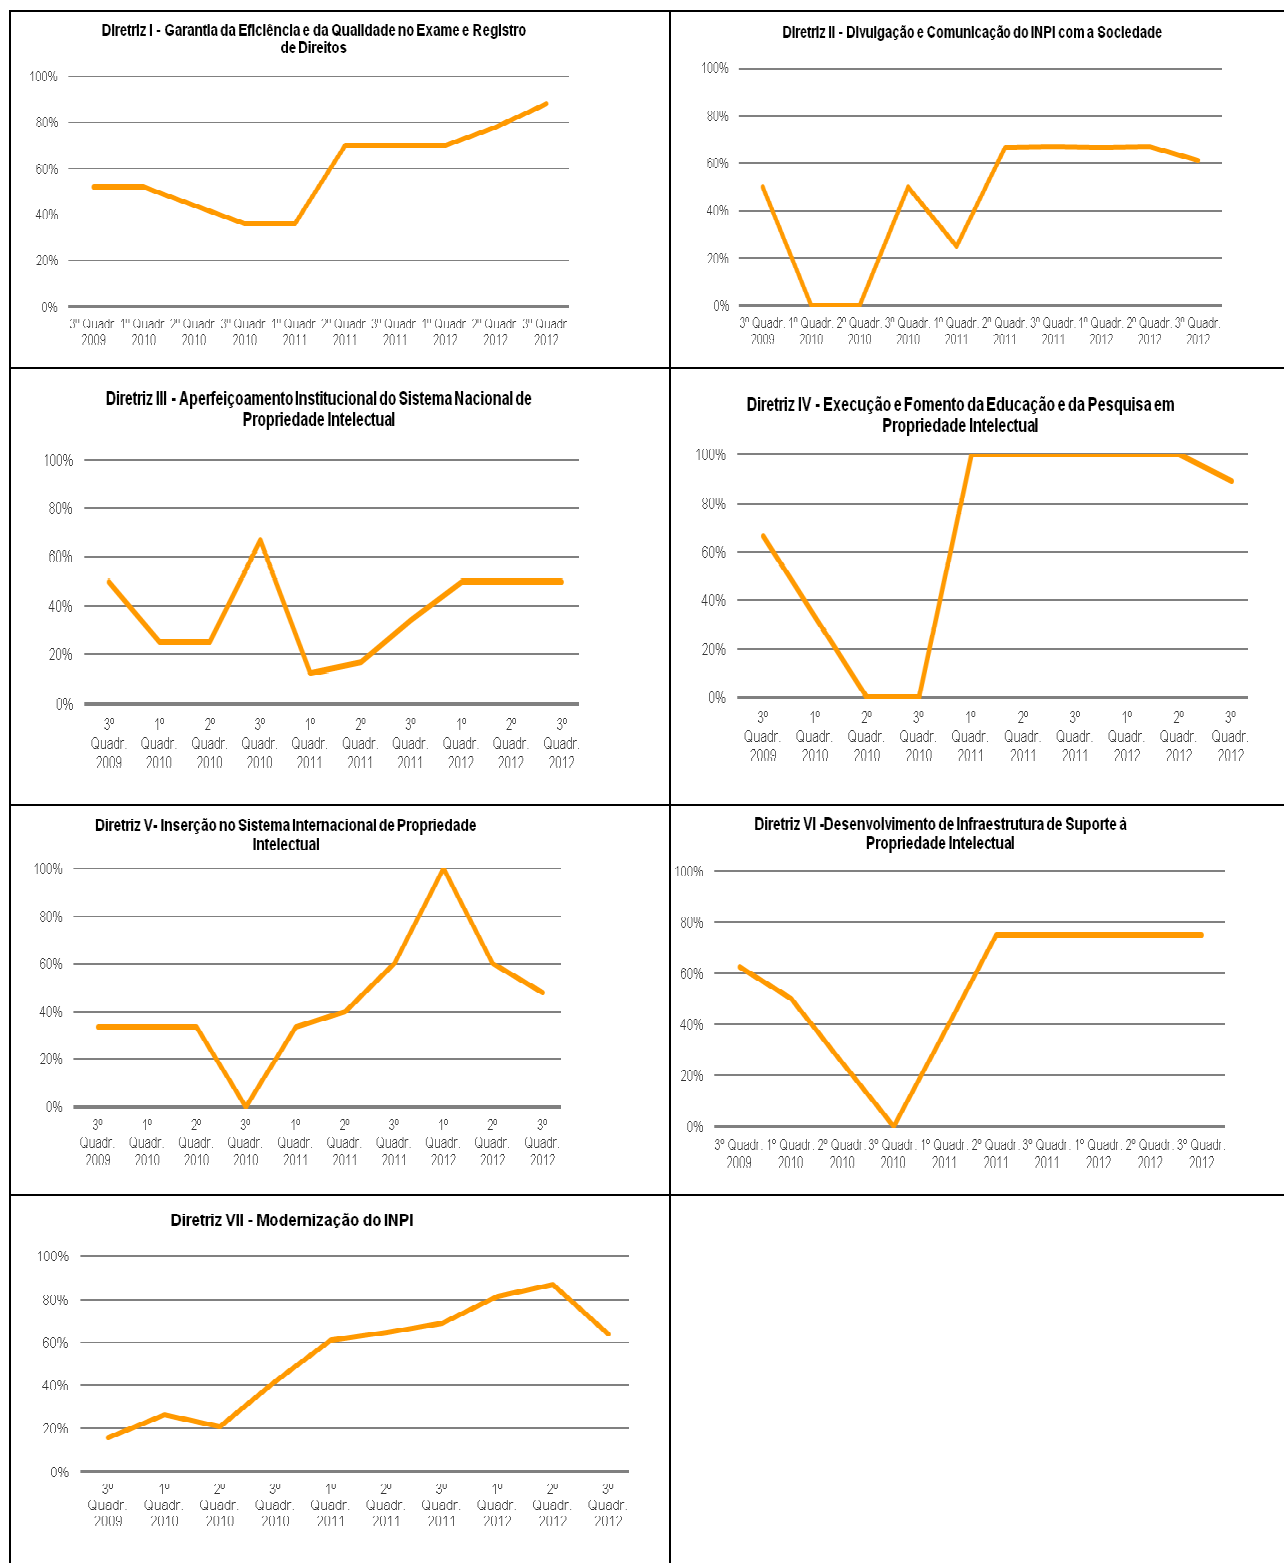 Diretriz I - Garantia da Eficiência e da Qualidade no Exame e Registro
de Direitos
100%
80%
60%
40%
20%
0%
3º Quadr 1º Quadr 2º Quadr 3º Quadr 1º Quadr 2º Quadr 3º Quadr 1º Quadr 2º Quadr 3º Quadr
2009 2010 2010 2010 2011 2011 2011 2012 2012 2012
Diretriz II - Divulgação e Comunicação do INPI com a Sociedade
100%
80%
60%
40%
20%
0%
3º Quadr. 1º Quadr. 2º Quadr. 3º Quadr. 1º Quadr. 2º Quadr. 3º Quadr. 1º Quadr. 2º Quadr. 3º Quadr.
2009 2010 2010 2010 2011 2011 2011 2012 2012 2012
Diretriz III - Aperfeiçoamento Institucional do Sistema Nacional de
Propriedade Intelectual
100%
80%
60%
40%
20%
0%
3º 1º 2º 3º 1º 2º 3º 1º 2º 3º
Quadr. Quadr. Quadr. Quadr. Quadr. Quadr. Quadr. Quadr. Quadr. Quadr.
2009 2010 2010 2010 2011 2011 2011 2012 2012 2012
Diretriz IV - Execução e Fomento da Educação e da Pesquisa em
Propriedade Intelectual
100%
80%
60%
40%
20%
0%
3º 1º 2º 3º 1º 2º 3º 1º 2º 3º
Quadr. Quadr. Quadr. Quadr. Quadr. Quadr. Quadr. Quadr. Quadr. Quadr.
2009 2010 2010 2010 2011 2011 2011 2012 2012 2012
Diretriz V- Inserção no Sistema Internacional de Propriedade
Intelectual
100%
80%
60%
40%
20%
0%
3º 1º 2º 3º 1º 2º 3º 1º 2º 3º
Quadr. Quadr. Quadr. Quadr. Quadr. Quadr. Quadr. Quadr. Quadr. Quadr.
2009 2010 2010 2010 2011 2011 2011 2012 2012 2012
Diretriz VI -Desenvolvimento de Infraestrutura de Suporte à
Propriedade Intelectual
100%
80%
60%
40%
20%
0%
3º Quadr. 1º Quadr. 2º Quadr. 3º Quadr. 1º Quadr. 2º Quadr. 3º Quadr. 1º Quadr. 2º Quadr. 3º Quadr.
2009 2010 2010 2010 2011 2011 2011 2012 2012 2012
Diretriz VII - Modernização do INPI
100%
80%
60%
40%
20%
0%
3º 1º 2º 3º 1º 2º 3º 1º 2º 3º
Quadr. Quadr. Quadr. Quadr. Quadr. Quadr. Quadr. Quadr. Quadr. Quadr.
2009 2010 2010 2010 2011 2011 2011 2012 2012 2012